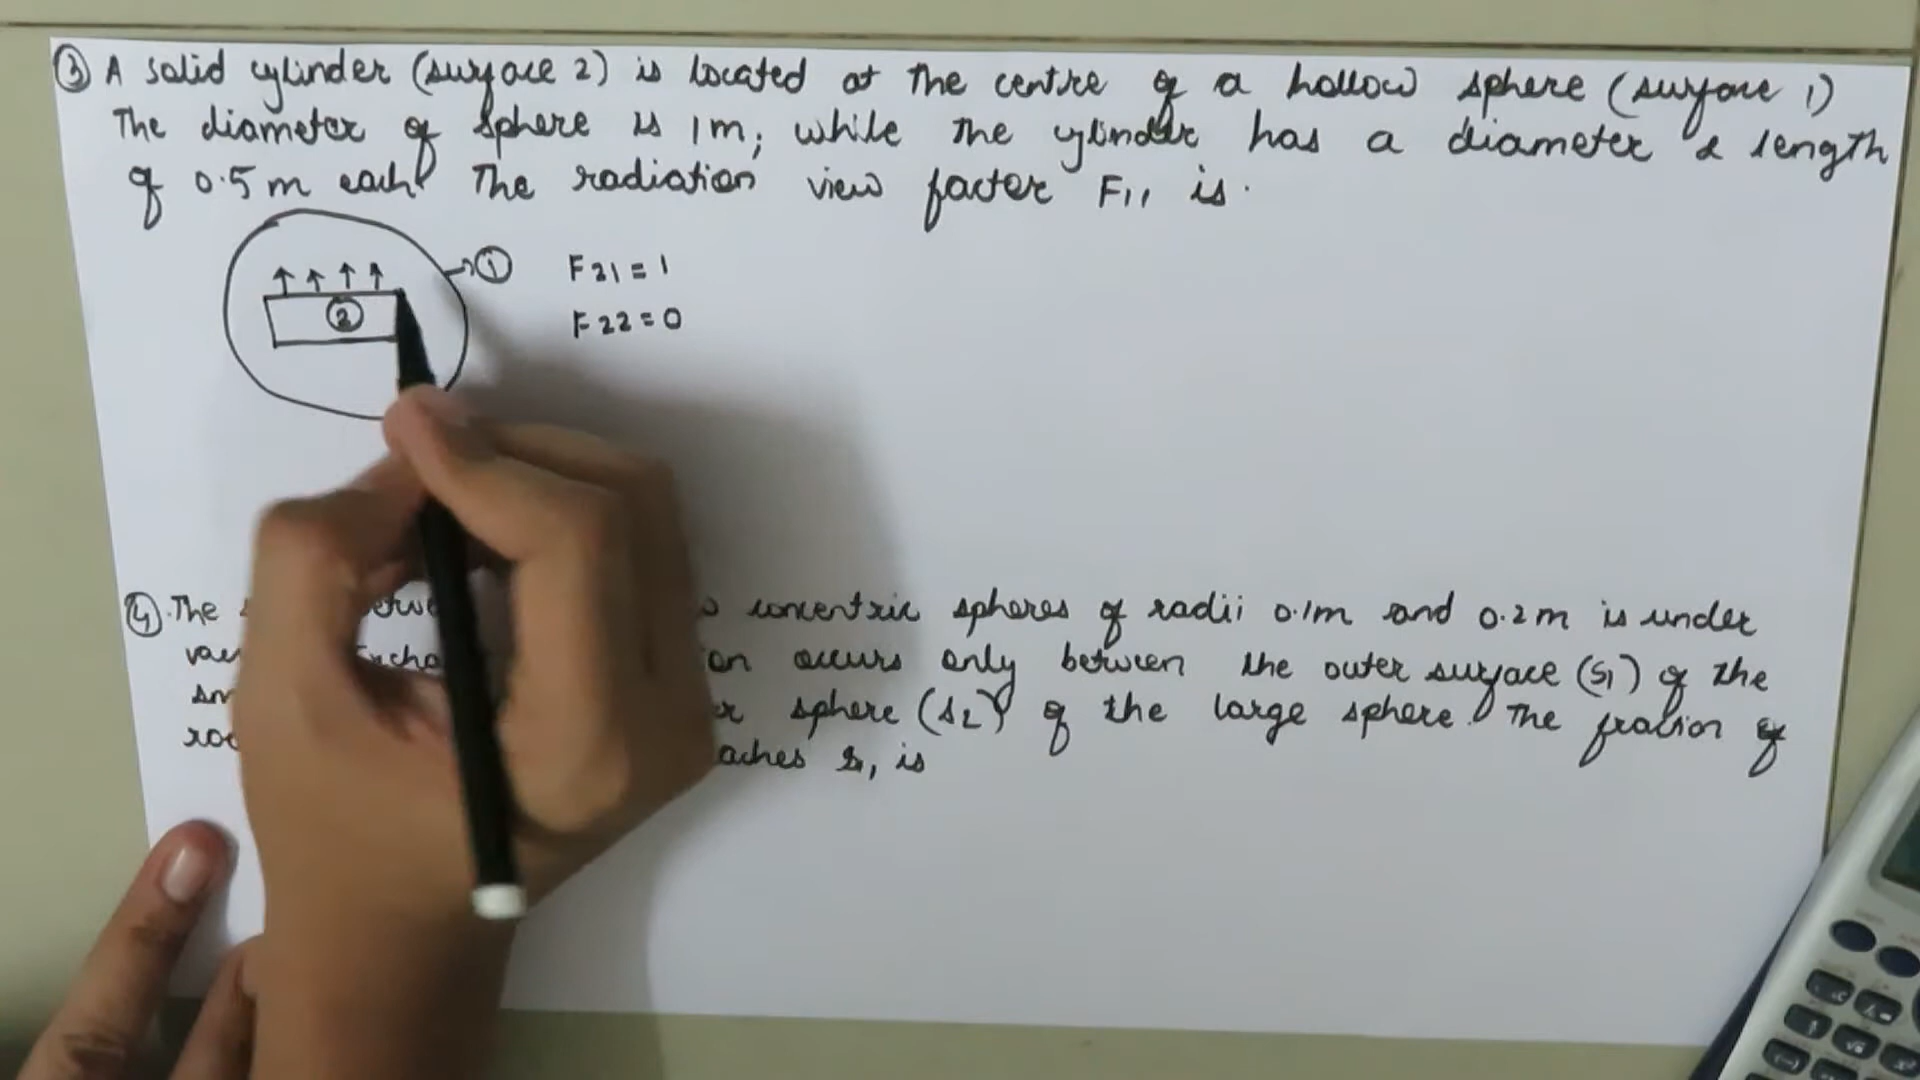 ③ A solid cylinder (surface 2) is located at the centre of a hollow sphere (surface 1)
The diameter of sphere is 1m, while the cylinder has a diameter & length
of 0.5m each. The radiation view factor F11 is.
→① F21 = 1
②
F22 = 0
④. The concentric spheres of radii 0.1m and 0.2m is under
occurs only between the outer surface (S1) of the
sphere (S2) of the large sphere. The fraction of
S1 is